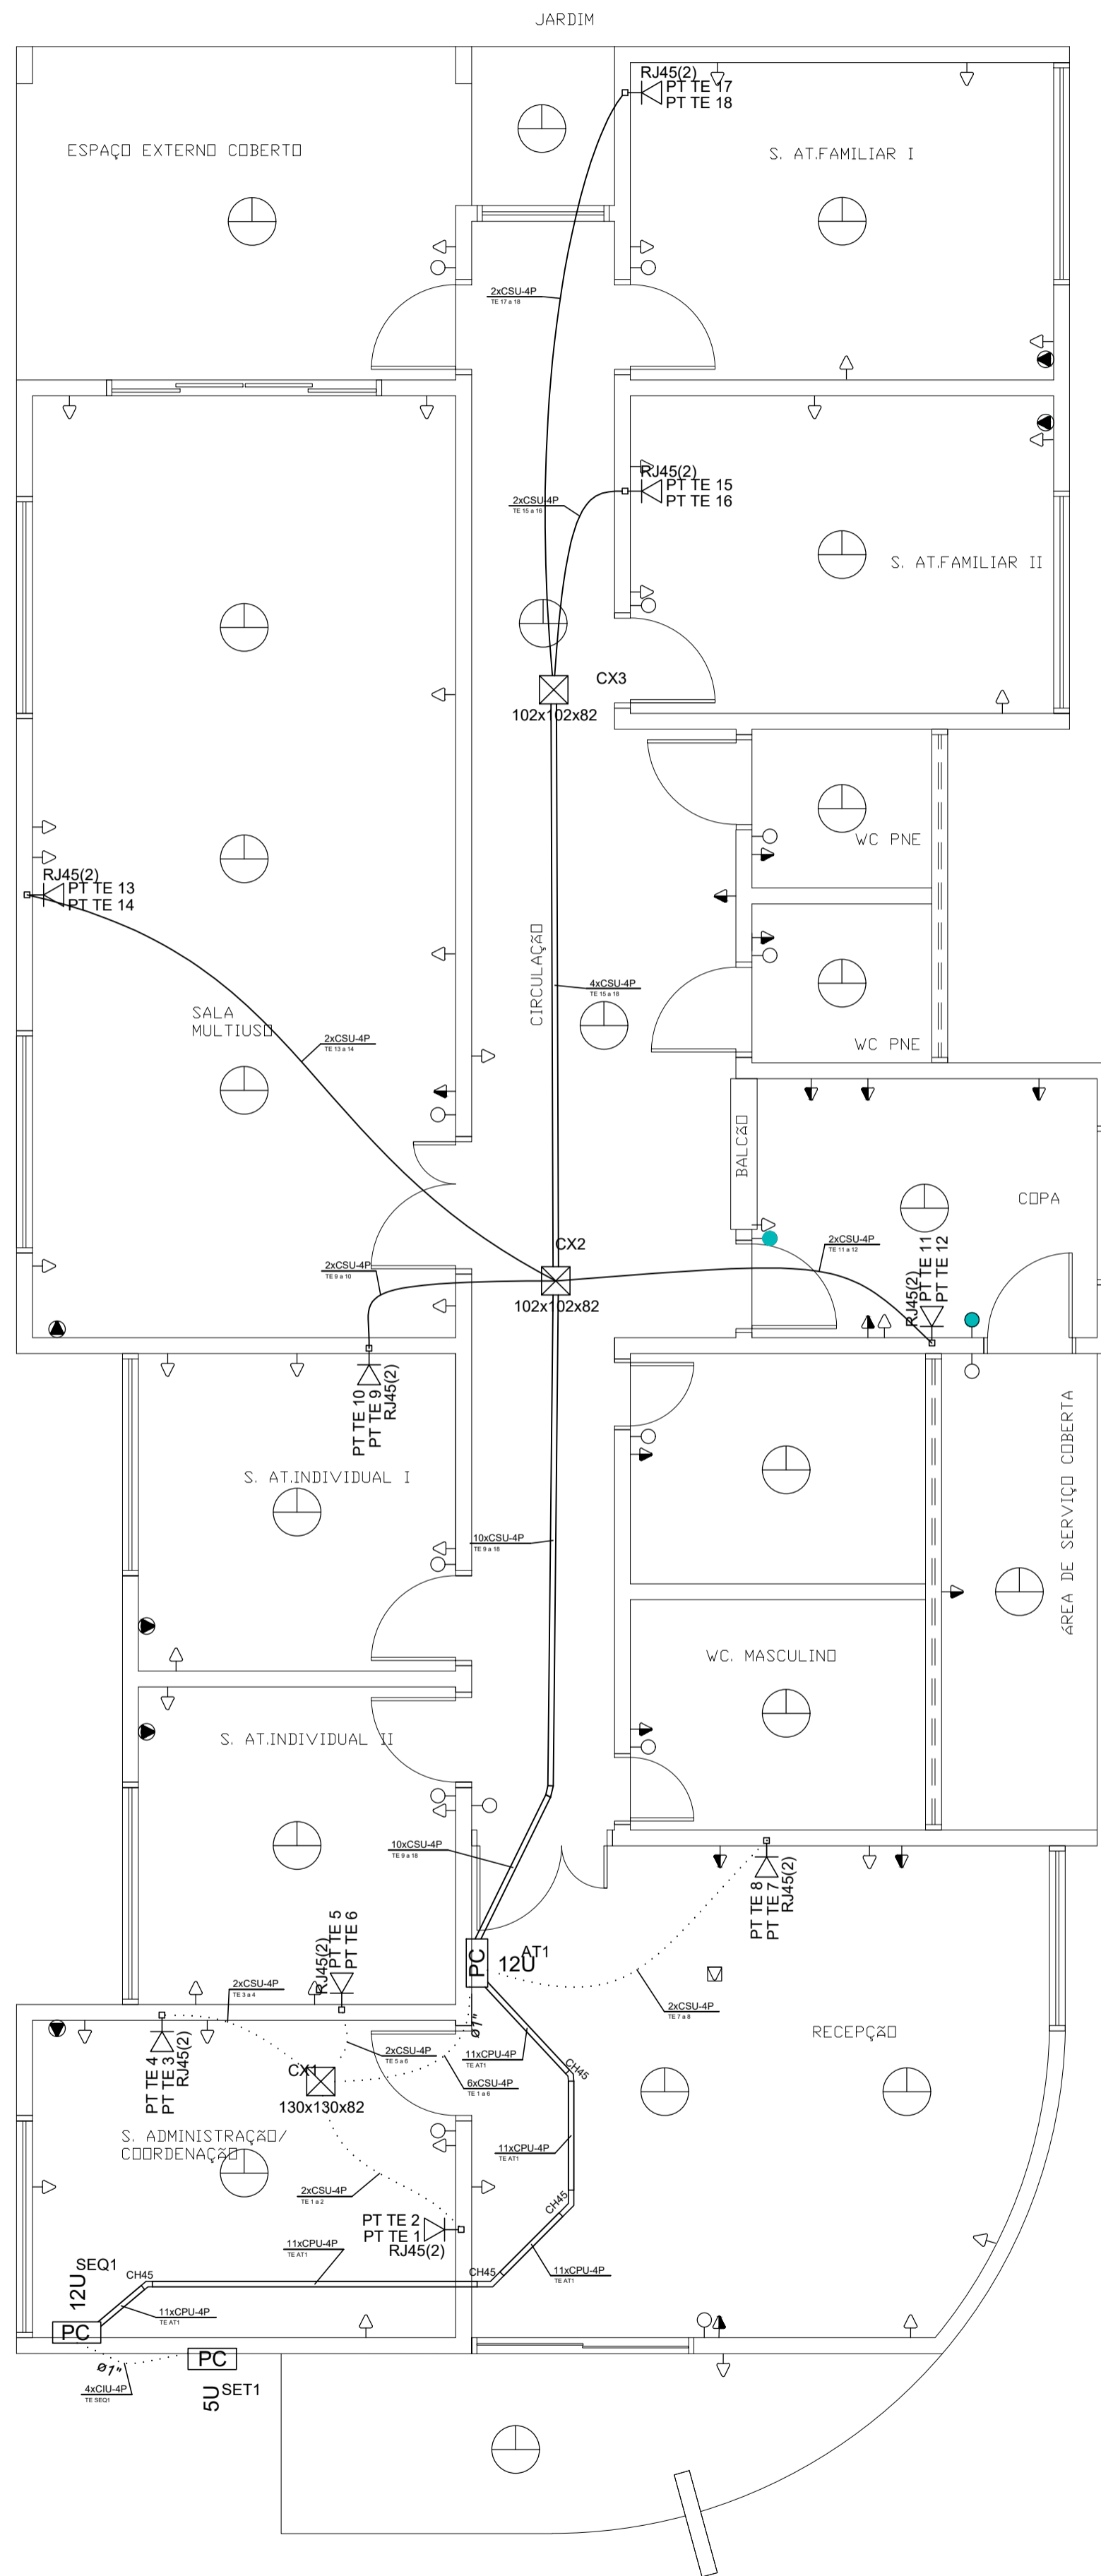 JARDIM
RJ45(2)
PT TE 17
PT TE 18
ESPAÇO EXTERNO COBERTO
S. AT.FAMILIAR I
2xCSU-4P
TE 17 a 18
RJ45(2)
PT TE 15
PT TE 16
2xCSU-4P
TE 15 a 16
S. AT.FAMILIAR II
CX3
102x102x82
WC PNE
RJ45(2)
PT TE 13
PT TE 14
CIRCULAÇÃO
4xCSU-4P
TE 15 a 18
SALA
MULTIUSO
2xCSU-4P
TE 13 a 14
WC PNE
BALCÃO
COPA
CX2
102x102x82
2xCSU-4P
TE 9 a 10
2xCSU-4P
TE 11 a 12
RJ45(2)
PT TE 11
PT TE 12
PT TE 10
PT TE 9
RJ45(2)
S. AT.INDIVIDUAL I
ÁREA DE SERVIÇO COBERTA
10xCSU-4P
TE 9 a 18
WC. MASCULINO
S. AT.INDIVIDUAL II
10xCSU-4P
TE 9 a 18
PT TE 8
PT TE 7
RJ45(2)
RJ45(2)
PT TE 5
PT TE 6
PC
12U
AT1
2xCSU-4P
TE 3 a 4
2xCSU-4P
TE 7 a 8
ø1"
RECEPÇÃO
PT TE 4
PT TE 3
RJ45(2)
2xCSU-4P
TE 5 a 6
11xCPU-4P
TE AT1
CH45
CX1
130x130x82
6xCSU-4P
TE 1 a 6
S. ADMINISTRAÇÃO/
COORDENAÇÃO
11xCPU-4P
TE AT1
2xCSU-4P
TE 1 a 2
CH45
PT TE 2
PT TE 1
RJ45(2)
11xCPU-4P
TE AT1
SEQ1
12U
CH45
CH45
11xCPU-4P
TE AT1
11xCPU-4P
TE AT1
PC
ø1"
PC
4xCIU-4P
TE SEQ1
5U
SET1